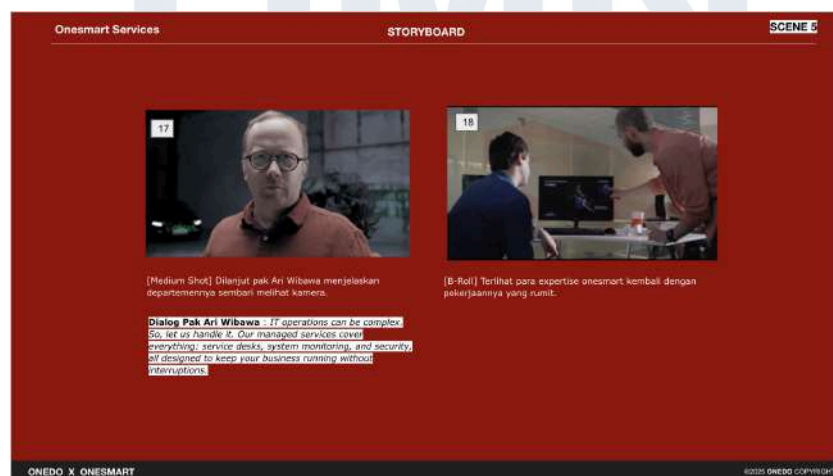 Onesmart Services
STORYBOARD
SCENE 5
17
18
[Medium Shot] Dilanjut pak Ari Wibawa menjelaskan
departemennya sembari melihat kamera.
[B-Roll] Terlihat para expertise onesmart kembali dengan
pekerjaannya yang rumit.
Dialog Pak Ari Wibawa : IT operations can be complex.
So, let us handle it. Our managed services cover
everything: service desks, system monitoring, and security,
all designed to keep your business running without
interruptions.
ONEDO X ONESMART
©2025 ONEDO COPYRIGHT